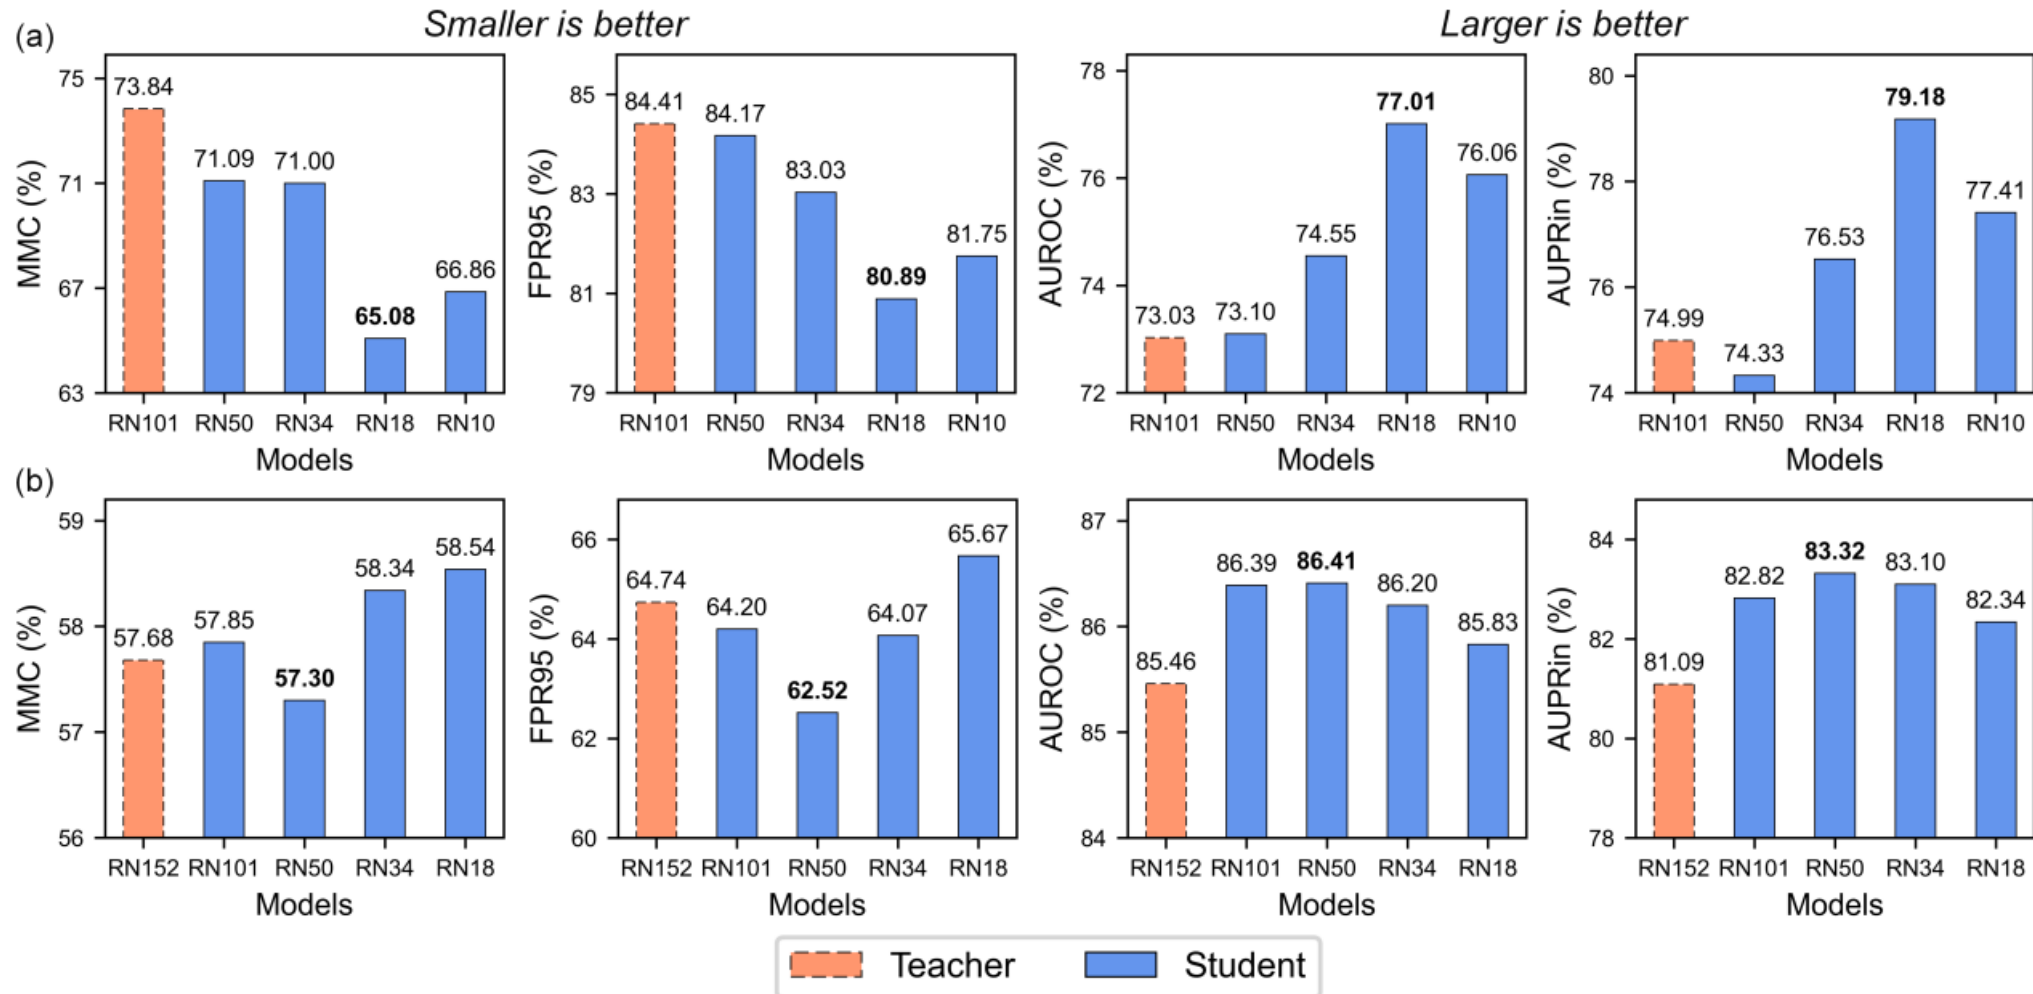 Smaller is better
Larger is better
(a)
MMC (%)
75
71
67
63
73.84
71.09
71.00
65.08
66.86
RN101 RN50 RN34 RN18 RN10
Models
FPR95 (%)
85
83
81
79
84.41
84.17
83.03
80.89
81.75
RN101 RN50 RN34 RN18 RN10
Models
AUROC (%)
78
76
74
72
73.03
73.10
74.55
77.01
76.06
RN101 RN50 RN34 RN18 RN10
Models
AUPRin (%)
80
78
76
74
74.99
74.33
76.53
79.18
77.41
RN101 RN50 RN34 RN18 RN10
Models
(b)
MMC (%)
59
58
57
56
57.68
57.85
57.30
58.34
58.54
RN152 RN101 RN50 RN34 RN18
Models
FPR95 (%)
66
64
62
60
64.74
64.20
62.52
64.07
65.67
RN152 RN101 RN50 RN34 RN18
Models
AUROC (%)
87
86
85
84
85.46
86.39
86.41
86.20
85.83
RN152 RN101 RN50 RN34 RN18
Models
AUPRin (%)
84
82
80
78
81.09
82.82
83.32
83.10
82.34
RN152 RN101 RN50 RN34 RN18
Models
Teacher
Student